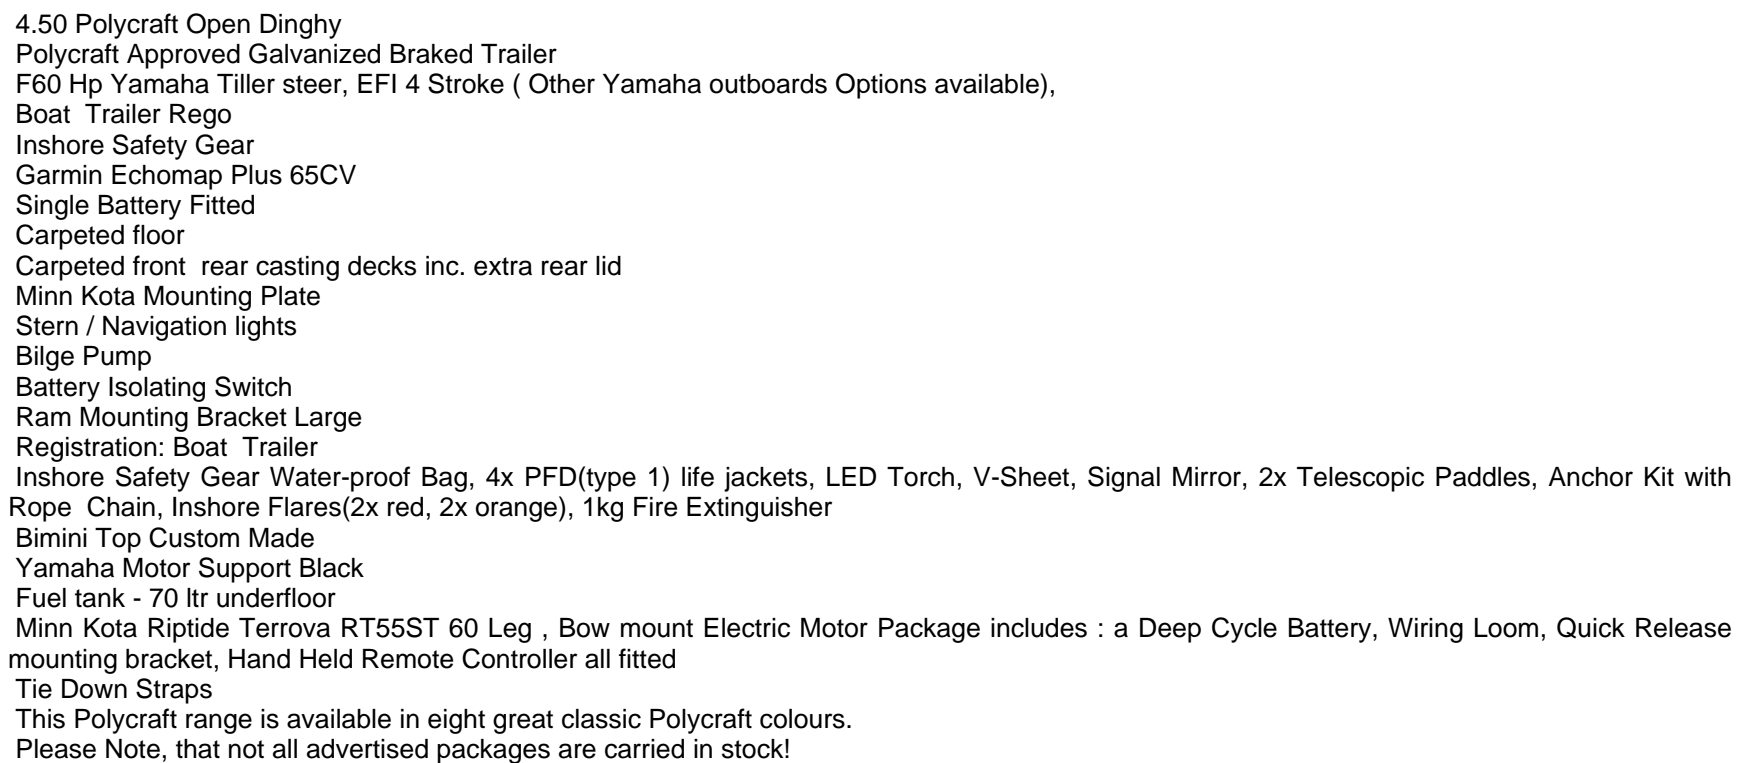 4.50 Polycraft Open Dinghy
Polycraft Approved Galvanized Braked Trailer
F60 Hp Yamaha Tiller steer, EFI 4 Stroke ( Other Yamaha outboards Options available),
Boat  Trailer Rego
Inshore Safety Gear
Garmin Echomap Plus 65CV
Single Battery Fitted
Carpeted floor
Carpeted front  rear casting decks inc. extra rear lid
Minn Kota Mounting Plate
Stern / Navigation lights
Bilge Pump
Battery Isolating Switch
Ram Mounting Bracket Large
Registration: Boat  Trailer
Inshore Safety Gear Water-proof Bag, 4x PFD(type 1) life jackets, LED Torch, V-Sheet, Signal Mirror, 2x Telescopic Paddles, Anchor Kit with
Rope  Chain, Inshore Flares(2x red, 2x orange), 1kg Fire Extinguisher
Bimini Top Custom Made
Yamaha Motor Support Black
Fuel tank - 70 ltr underfloor
Minn Kota Riptide Terrova RT55ST 60 Leg , Bow mount Electric Motor Package includes : a Deep Cycle Battery, Wiring Loom, Quick Release
mounting bracket, Hand Held Remote Controller all fitted
Tie Down Straps
This Polycraft range is available in eight great classic Polycraft colours.
Please Note, that not all advertised packages are carried in stock!